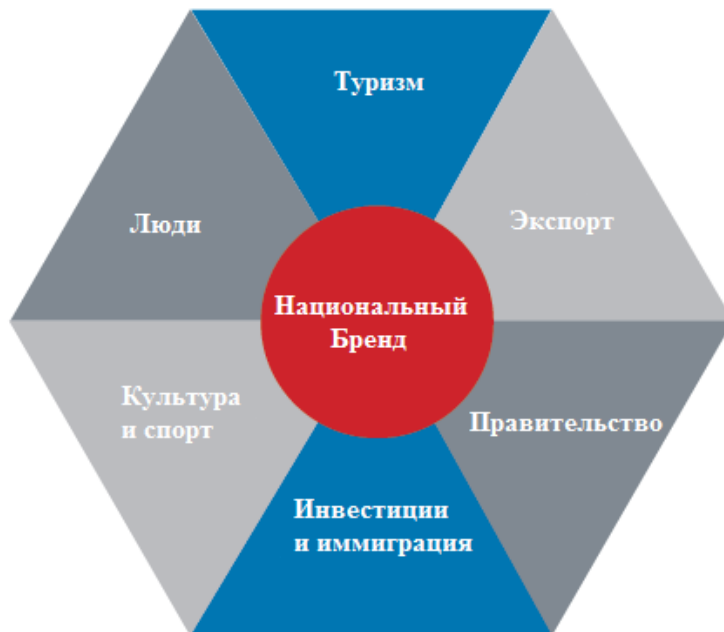 Туризм
Люди
Экспорт
Национальный
Бренд
Культура
и спорт
Правительство
Инвестиции
и иммиграция